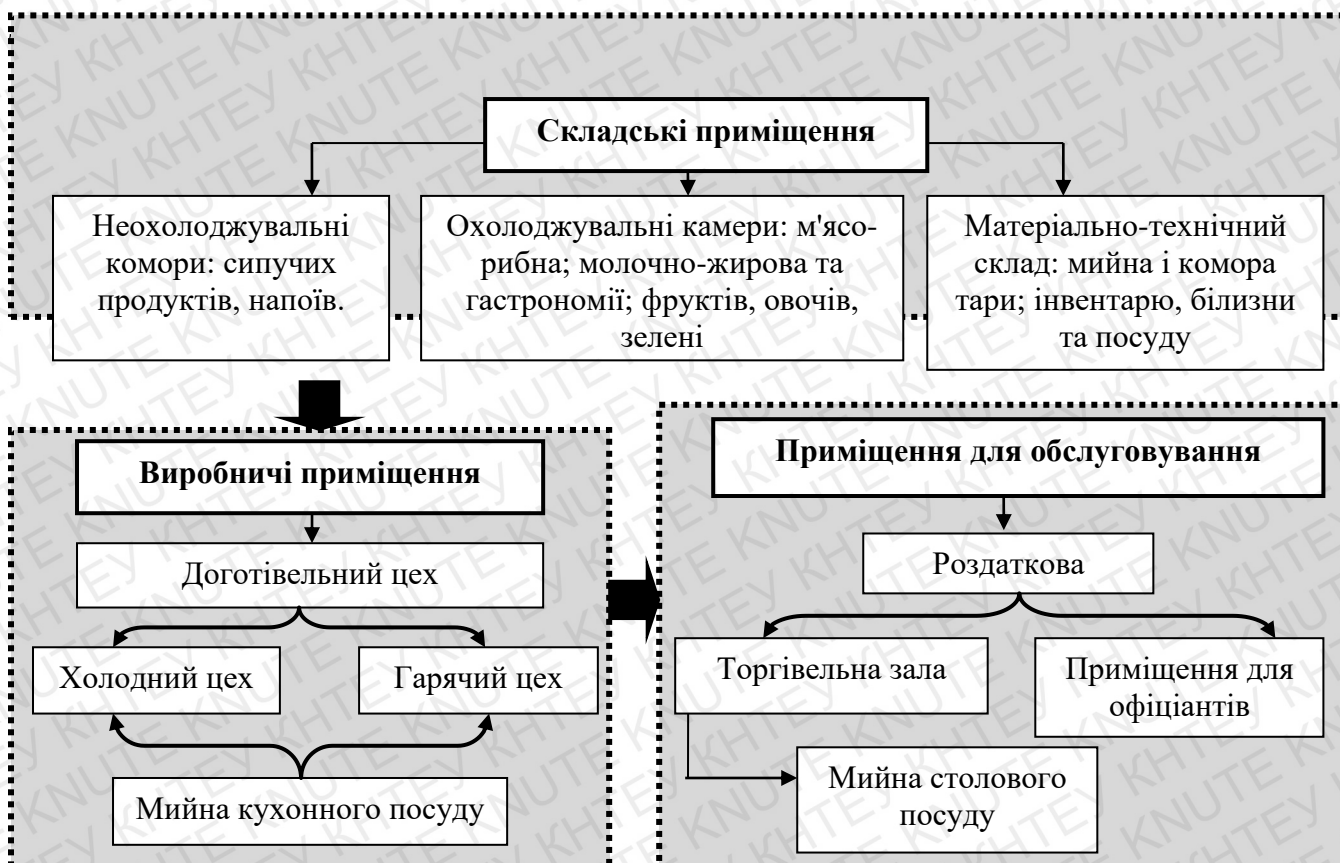 Складські приміщення
Неохолоджувальні
комори: сипучих
продуктів, напоїв.
Охолоджувальні камери: м'ясо-
рибна; молочно-жирова та
гастрономії; фруктів, овочів,
зелені
Матеріально-технічний
склад: мийна і комора
тари; інвентарю, білизни
та посуду
Виробничі приміщення
Доготівельний цех
Холодний цех
Гарячий цех
Мийна кухонного посуду
Приміщення для обслуговування
Роздаткова
Торгівельна зала
Приміщення для
офіціантів
Мийна столового
посуду